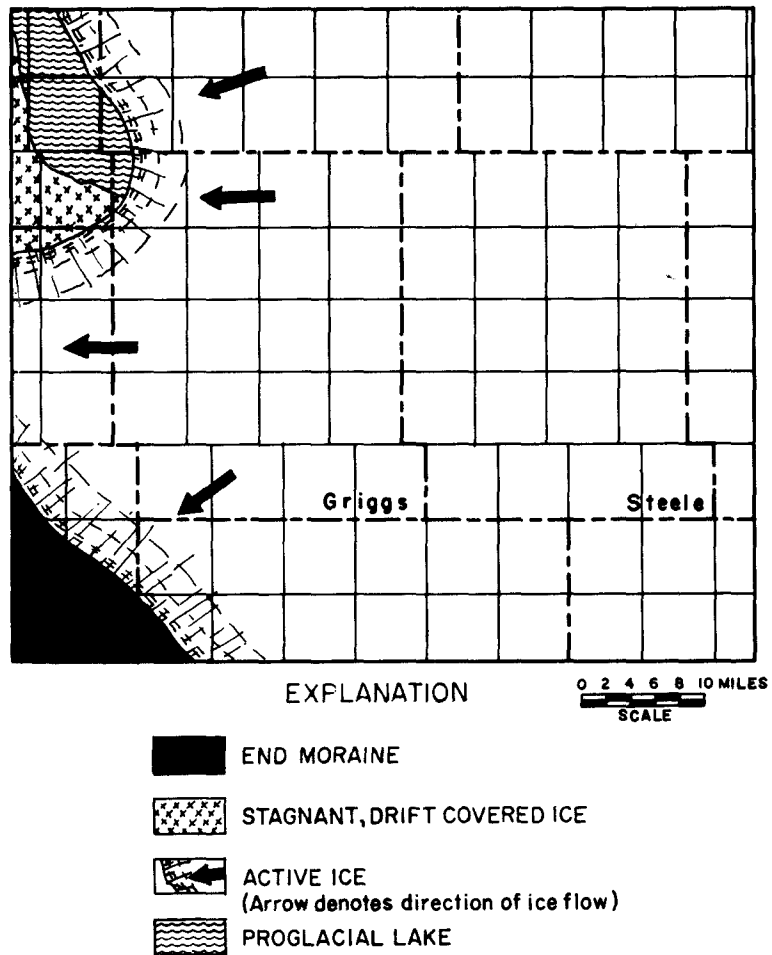 Griggs
Steele
EXPLANATION
0 2 4 6 8 10 MILES
SCALE
END MORAINE
STAGNANT, DRIFT COVERED ICE
ACTIVE ICE
(Arrow denotes direction of ice flow)
PROGLACIAL LAKE